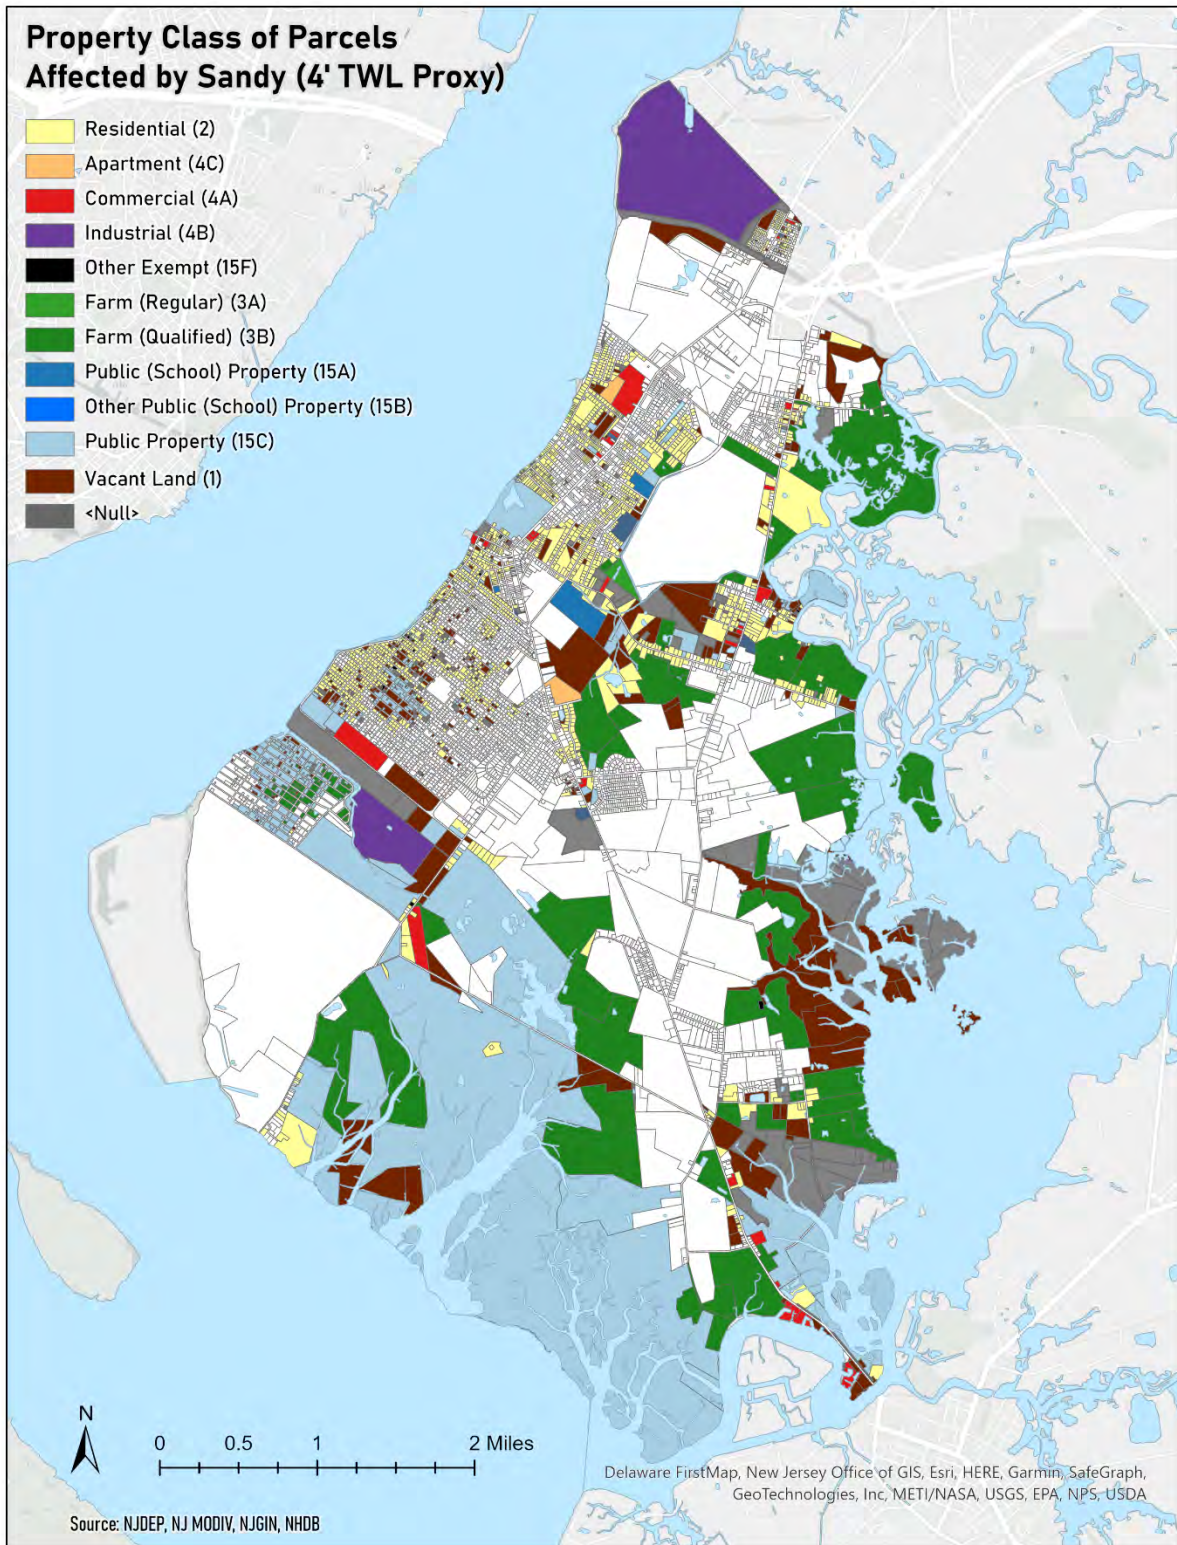 Property Class of Parcels
Affected by Sandy (4' TWL Proxy)
Residential (2)
Apartment (4C)
Commercial (4A)
Industrial (4B)
Other Exempt (15F)
Farm (Regular) (3A)
Farm (Qualified) (3B)
Public (School) Property (15A)
Other Public (School) Property (15B)
Public Property (15C)
Vacant Land (1)
<Null>
N
0 0.5 1 2 Miles
Delaware FirstMap, New Jersey Office of GIS, Esri, HERE, Garmin, SafeGraph,
GeoTechnologies, Inc, METI/NASA, USGS, EPA, NPS, USDA
Source: NJDEP, NJ MODIV, NJGIN, NHDB